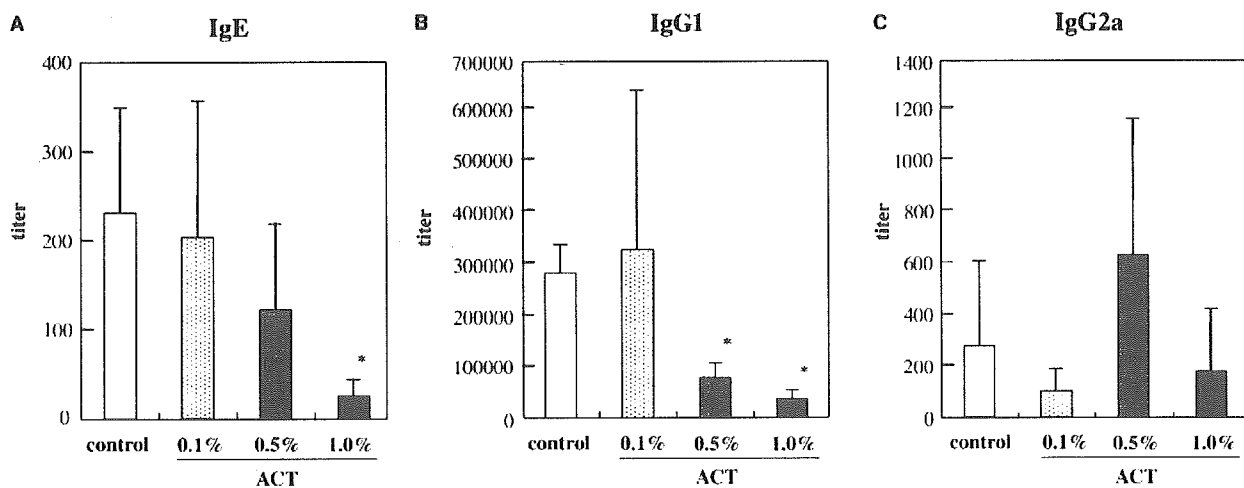 A IgE
400
300
200
100
0
titer
control 0.1% 0.5% 1.0%
ACT
*
B IgG1
700000
600000
500000
400000
300000
200000
100000
0
titer
control 0.1% 0.5% 1.0%
ACT
*
*
C IgG2a
1400
1200
1000
800
600
400
200
0
titer
control 0.1% 0.5% 1.0%
ACT